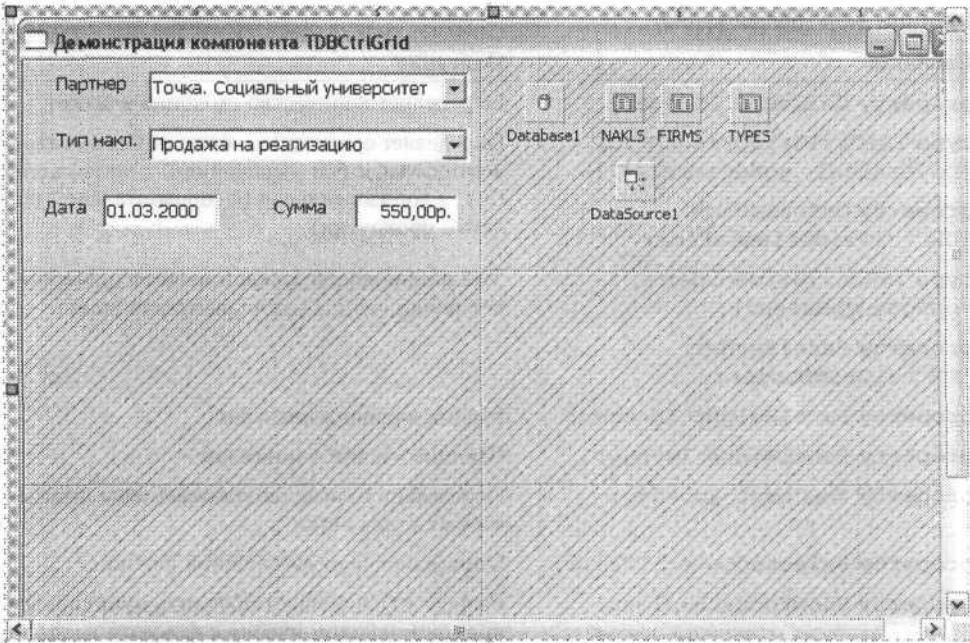 Демонстрация компонента TDBCtrlGrid
Партнер Точка. Социальный университет
Тип накл. Продажа на реализацию
Дата 01.03.2000 Сумма 550,00р.
Database1 NAKLS FIRMS TYPES
DataSource1